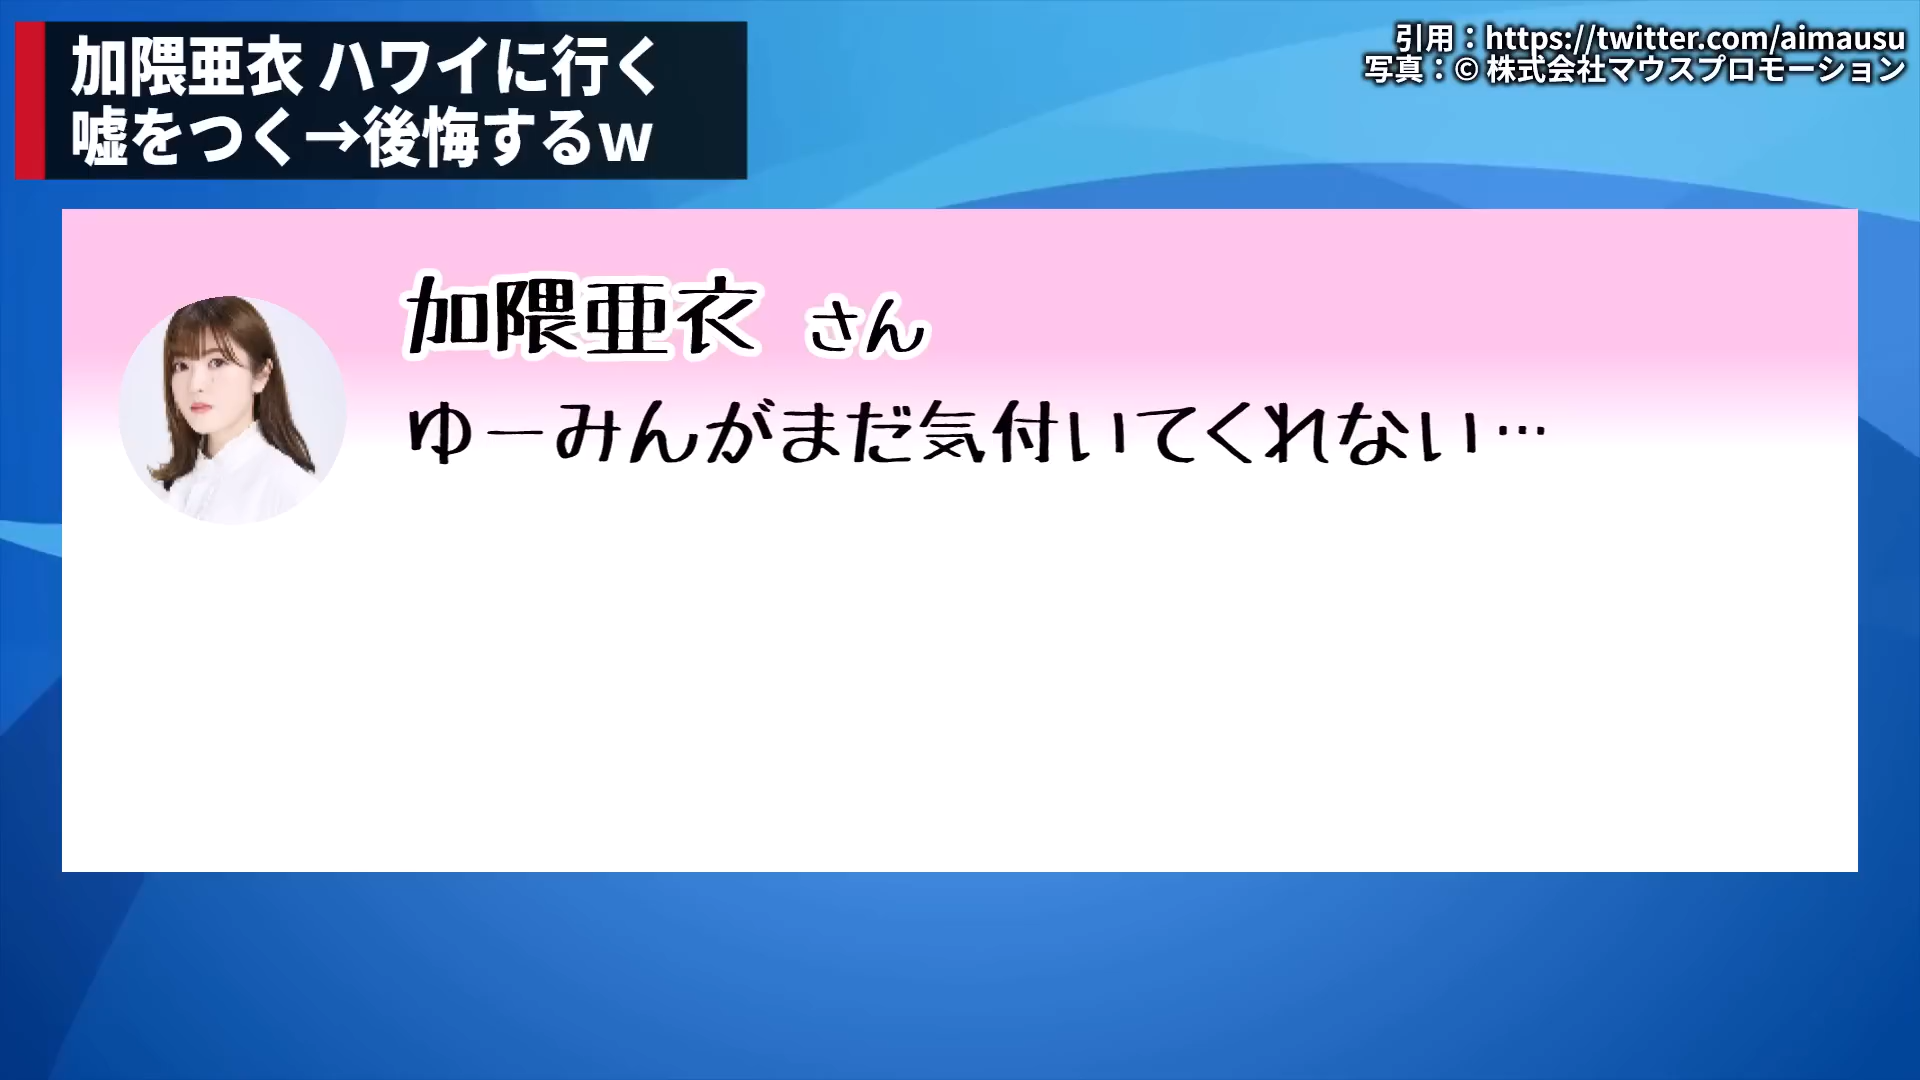 加隈亜衣 ハワイに行く
嘘をつく→後悔するw
引用：https://twitter.com/aimausu
写真：© 株式会社マウスプロモーション
加隈亜衣 さん
ゆーみんがまだ気付いてくれない…